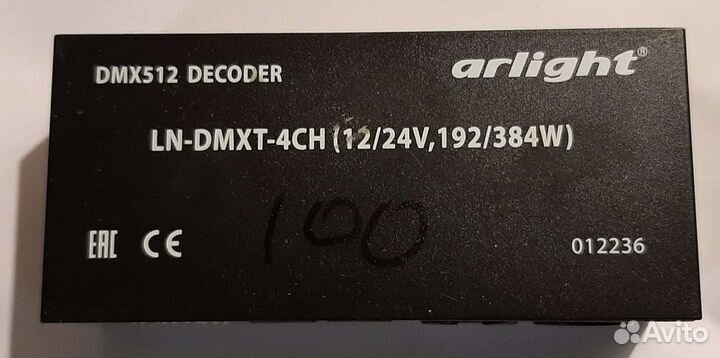 DMX512 DECODER
arlight®
LN-DMXT-4CH (12/24V,192/384W)
100
EAC CE
012236
Avito